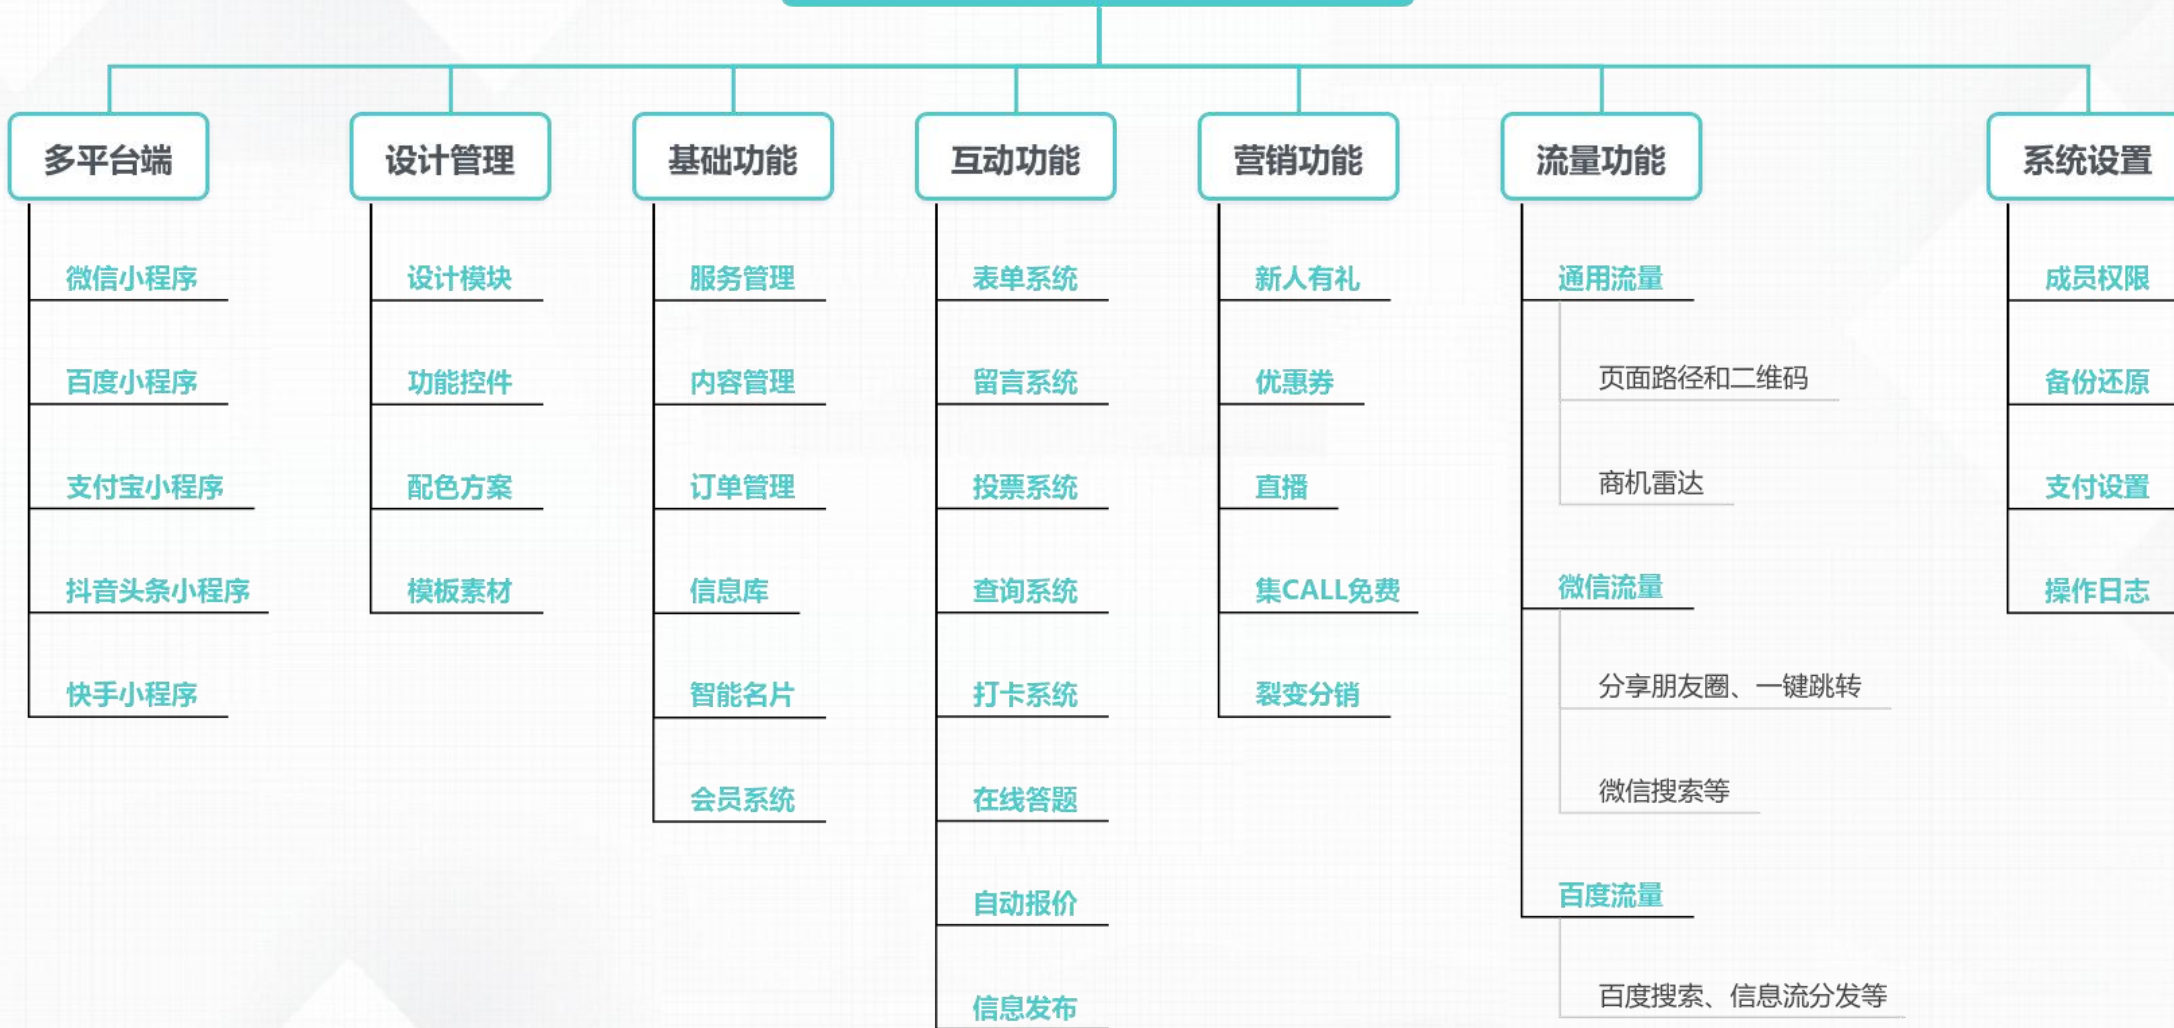 多平台端
微信小程序
百度小程序
支付宝小程序
抖音头条小程序
快手小程序
设计管理
设计模块
功能控件
配色方案
模板素材
基础功能
服务管理
内容管理
订单管理
信息库
智能名片
会员系统
互动功能
表单系统
留言系统
投票系统
查询系统
打卡系统
在线答题
自动报价
信息发布
营销功能
新人有礼
优惠券
直播
集CALL免费
裂变分销
流量功能
通用流量
页面路径和二维码
商机雷达
微信流量
分享朋友圈、一键跳转
微信搜索等
百度流量
百度搜索、信息流分发等
系统设置
成员权限
备份还原
支付设置
操作日志